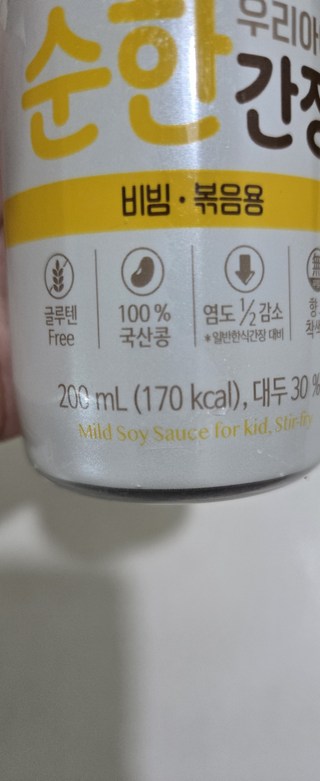 우리아
순한
간장
비빔·볶음용
글루텐
Free
100 %
국산콩
염도 ½ 감소
*일반한식간장 대비
無
200 mL (170 kcal), 대두 30 %
Mild Soy Sauce for kid, Stir-fry